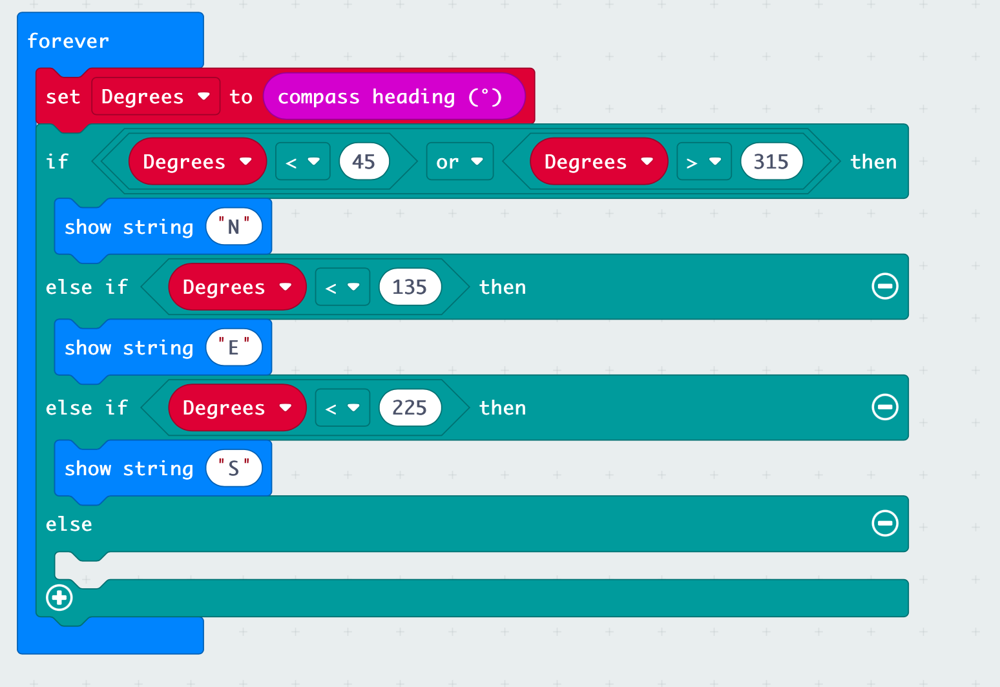 forever
set Degrees to compass heading (°)
if Degrees < 45 or Degrees > 315 then
show string "N"
else if Degrees < 135 then
show string "E"
else if Degrees < 225 then
show string "S"
else